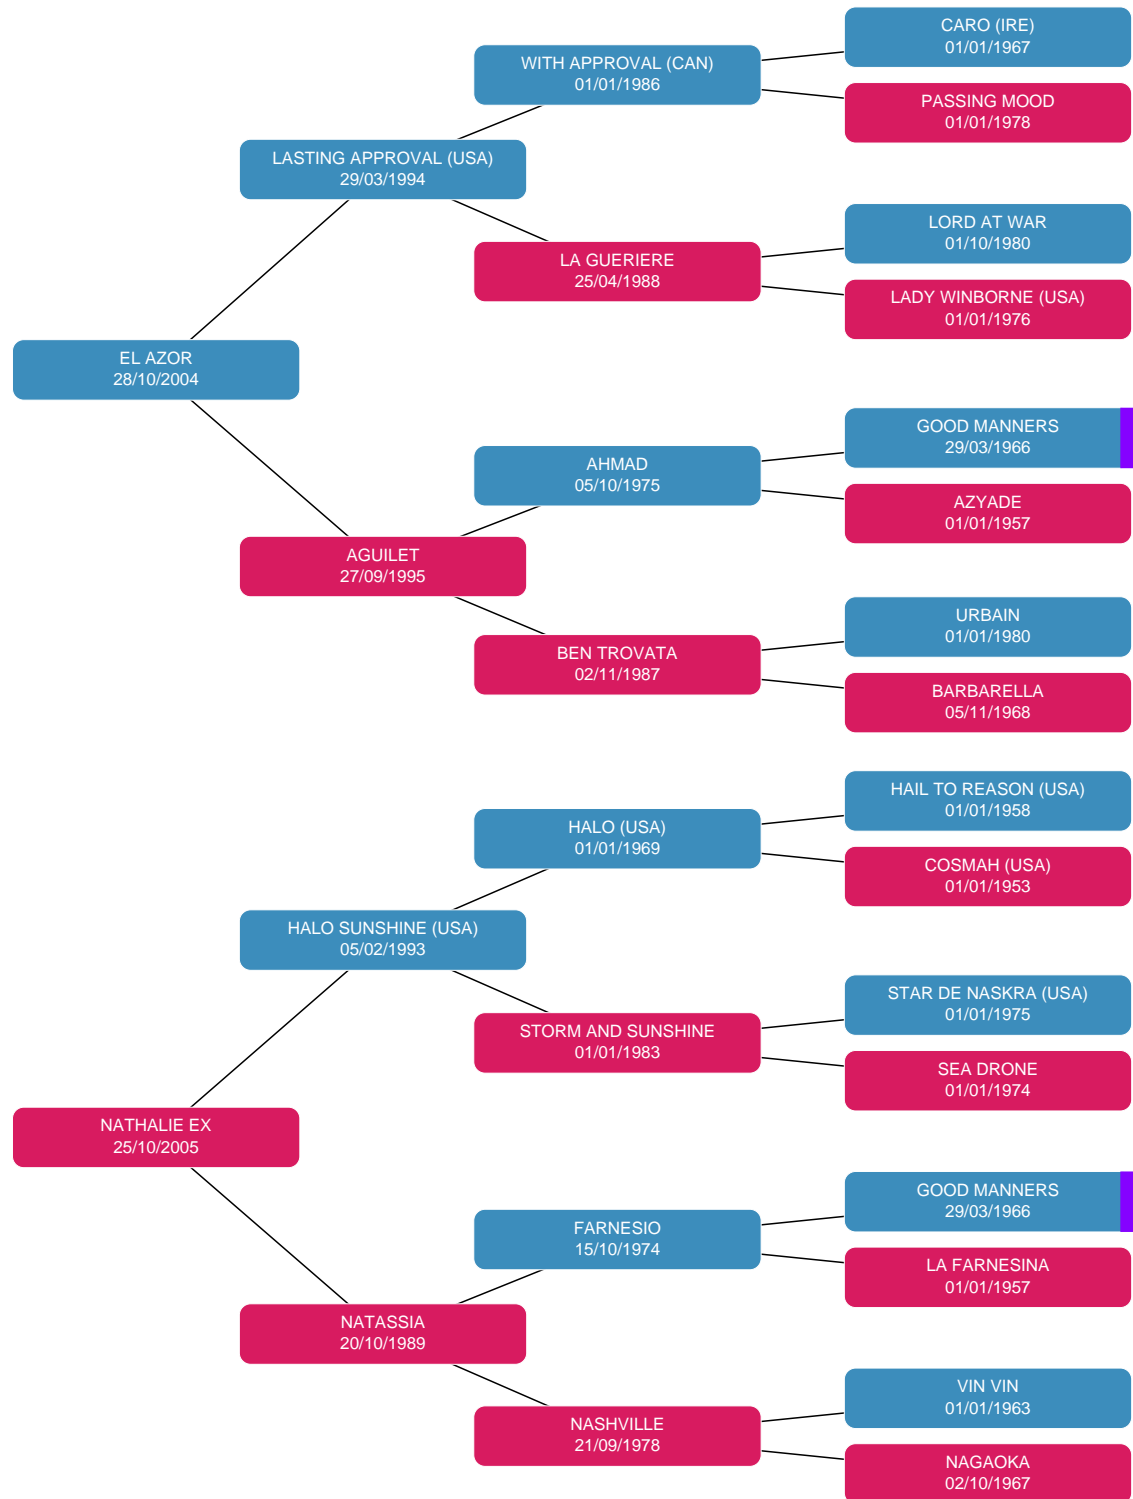 CARO (IRE)
01/01/1967
WITH APPROVAL (CAN)
01/01/1986
PASSING MOOD
01/01/1978
LASTING APPROVAL (USA)
29/03/1994
LORD AT WAR
01/10/1980
LA GUERIERE
25/04/1988
LADY WINBORNE (USA)
01/01/1976
EL AZOR
28/10/2004
GOOD MANNERS
29/03/1966
AHMAD
05/10/1975
AZYADE
01/01/1957
AGUILET
27/09/1995
URBAIN
01/01/1980
BEN TROVATA
02/11/1987
BARBARELLA
05/11/1968
HAIL TO REASON (USA)
01/01/1958
HALO (USA)
01/01/1969
COSMAH (USA)
01/01/1953
HALO SUNSHINE (USA)
05/02/1993
STAR DE NASKRA (USA)
01/01/1975
STORM AND SUNSHINE
01/01/1983
SEA DRONE
01/01/1974
NATHALIE EX
25/10/2005
GOOD MANNERS
29/03/1966
FARNESIO
15/10/1974
LA FARNESINA
01/01/1957
NATASSIA
20/10/1989
VIN VIN
01/01/1963
NASHVILLE
21/09/1978
NAGAOKA
02/10/1967